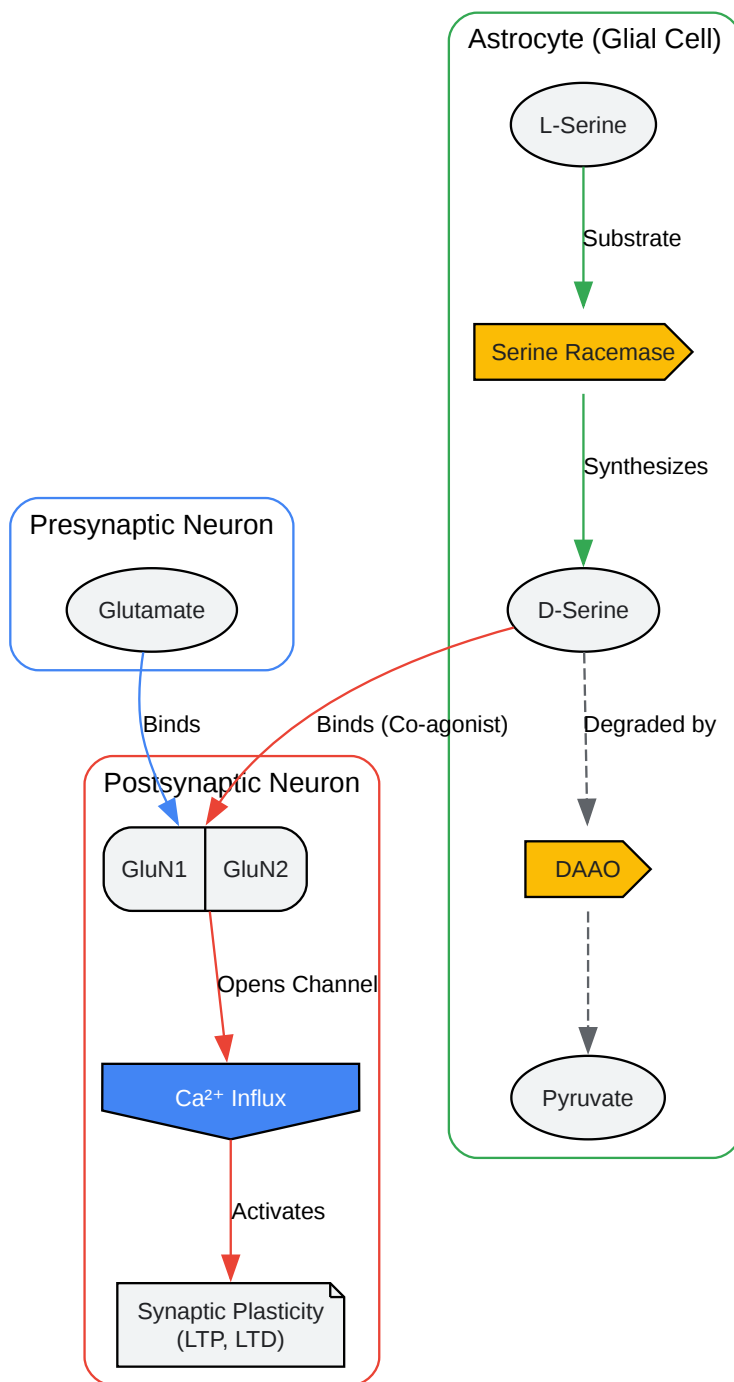 Astrocyte (Glial Cell)
L-Serine
Substrate
Serine Racemase
Synthesizes
Presynaptic Neuron
Glutamate
D-Serine
Binds
Binds (Co-agonist)
Degraded by
Postsynaptic Neuron
GluN1
GluN2
DAAO
Opens Channel
Ca²⁺ Influx
Pyruvate
Activates
Synaptic Plasticity
(LTP, LTD)